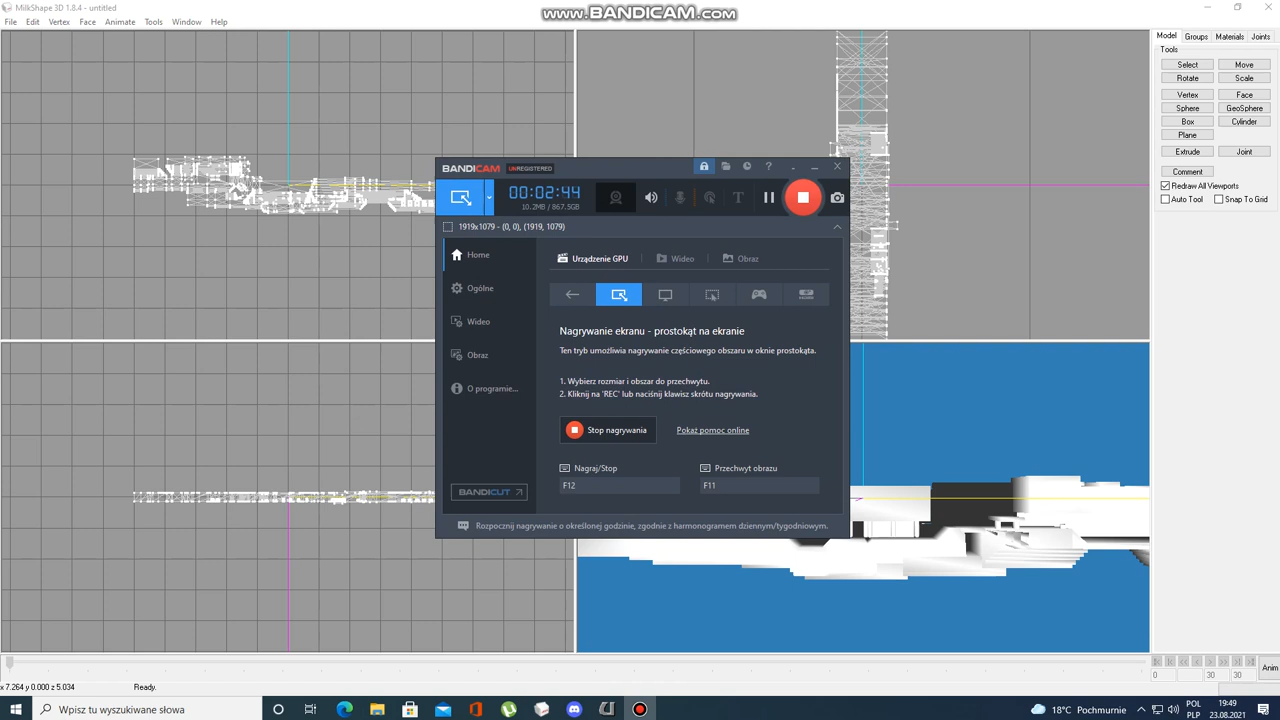 MilkShape 3D 1.8.4 - untitled
www.BANDICAM.com
File Edit Vertex Face Animate Tools Window Help
Model Groups Materials Joints
Tools
Select Move
Rotate Scale
Vertex Face
Sphere GeoSphere
Box Cylinder
Plane
Extrude Joint
Comment
Redraw All Viewports
Auto Tool Snap To Grid
BANDICAM UNREGISTERED
00:02:44
10.2MB / 867.5GB
1919x1079 - (0, 0), (1919, 1079)
Home
Ogólne
Wideo
Obraz
O programie...
BANDICUT
Urządzenie GPU Wideo Obraz
Nagrywanie ekranu - prostokąt na ekranie
Ten tryb umożliwia nagrywanie częściowego obszaru w oknie prostokąta.
1. Wybierz rozmiar i obszar do przechwytu.
2. Kliknij na 'REC' lub naciśnij klawisz skrótu nagrywania.
Stop nagrywania Pokaż pomoc online
Nagraj/Stop Przechwyt obrazu
F12 F11
Rozpocznij nagrywanie o określonej godzinie, zgodnie z harmonogramem dziennym/tygodniowym.
Anim
0 30 30
x 7.264 y 0.000 z 5.034 Ready.
Wpisz tu wyszukiwane słowa
18°C Pochmurnie
POL
PLP
19:49
23.08.2021